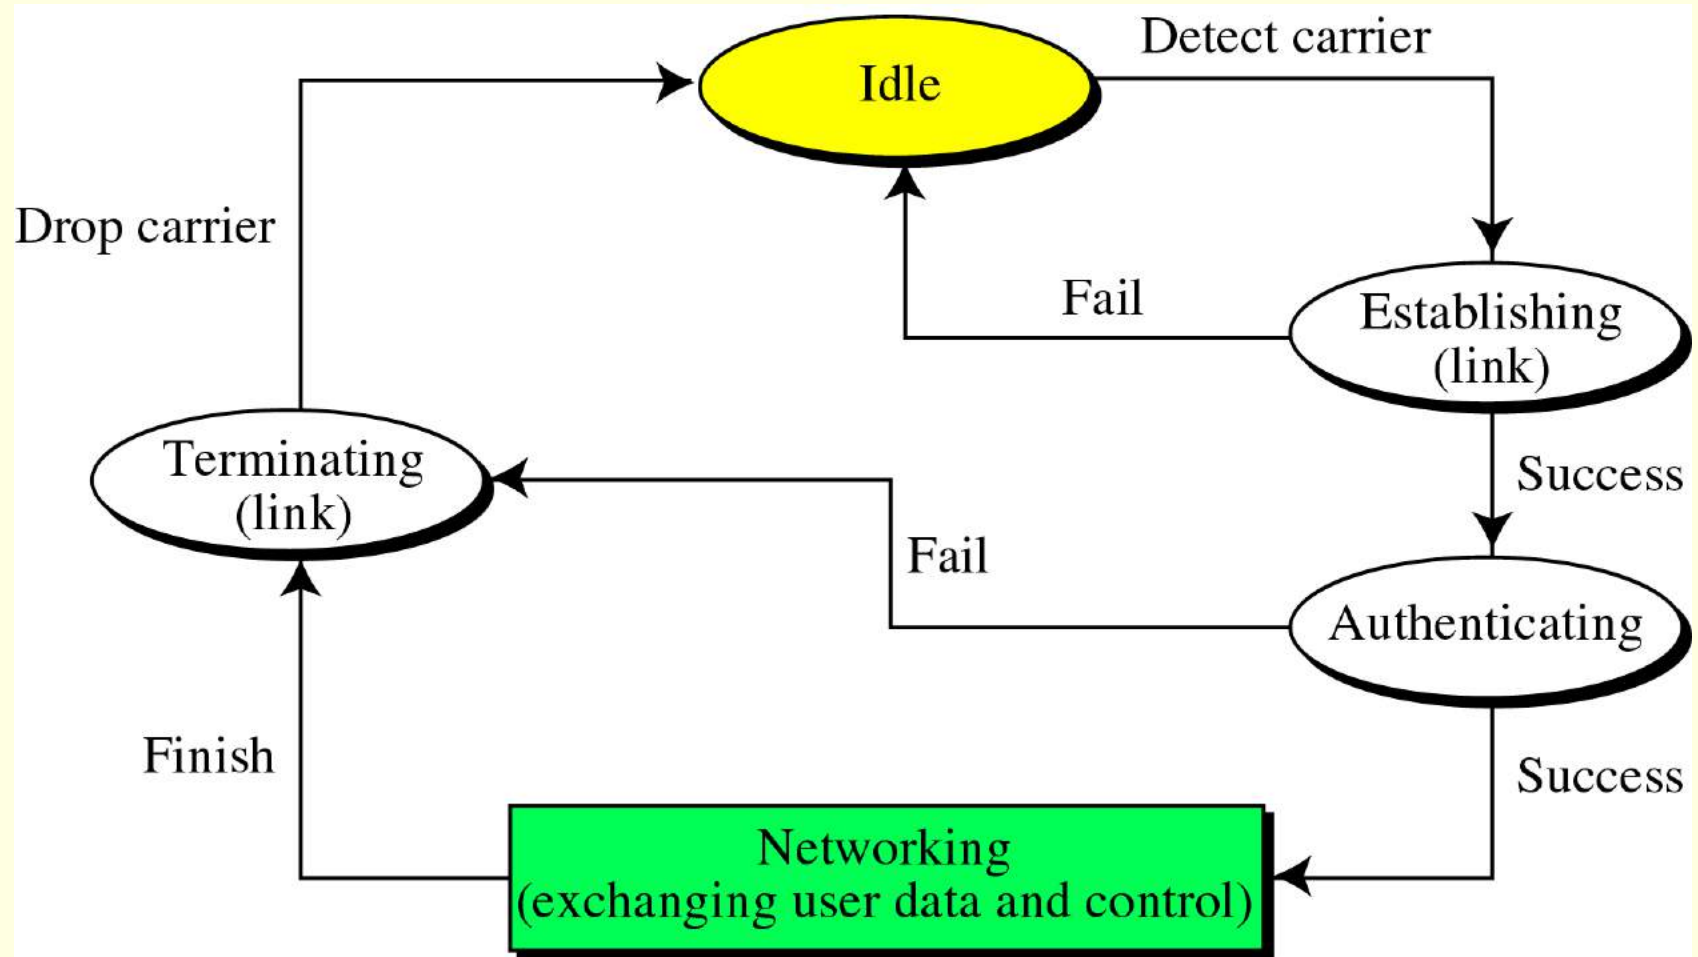 Detect carrier
Idle
Drop carrier
Fail
Establishing
(link)
Terminating
(link)
Success
Fail
Authenticating
Finish
Success
Networking
(exchanging user data and control)